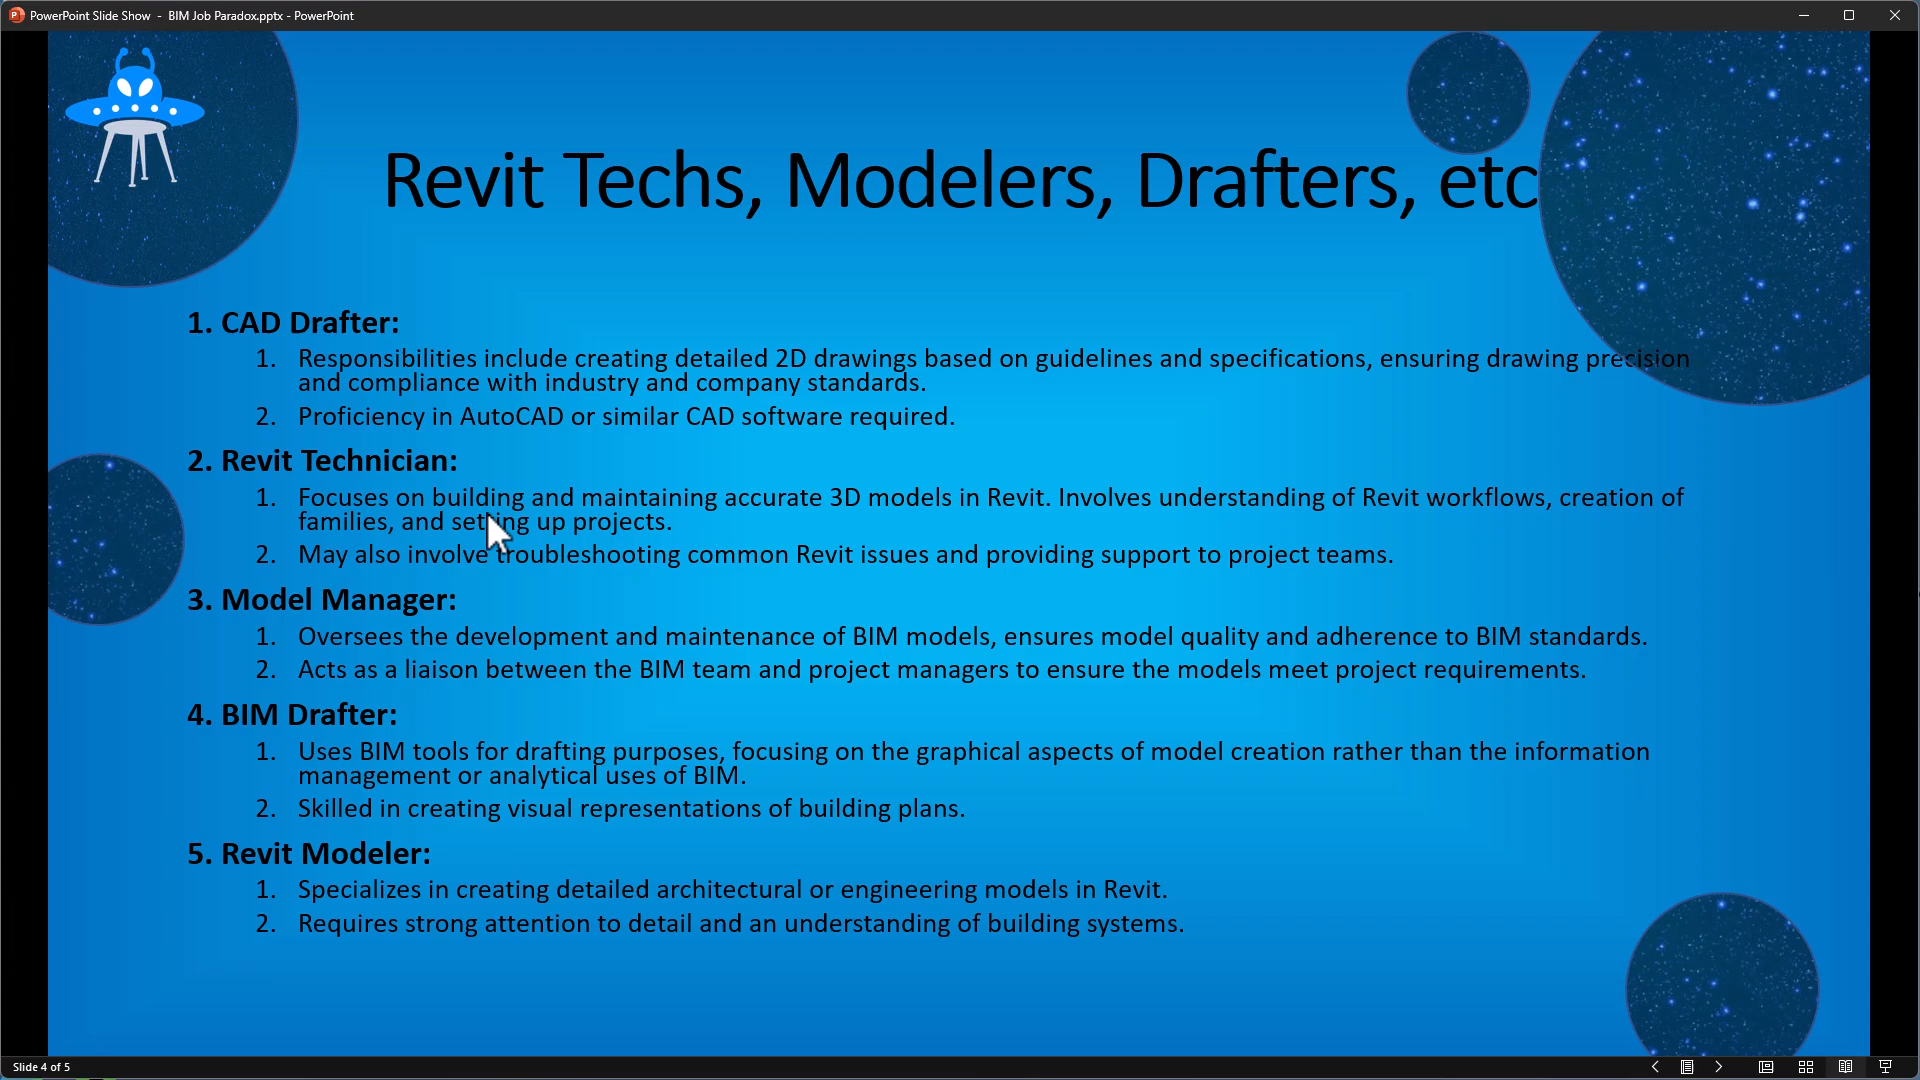 PowerPoint Slide Show - BIM Job Paradox.pptx - PowerPoint
Revit Techs, Modelers, Drafters, etc
1. CAD Drafter:
1. Responsibilities include creating detailed 2D drawings based on guidelines and specifications, ensuring drawing precision
and compliance with industry and company standards.
2. Proficiency in AutoCAD or similar CAD software required.
2. Revit Technician:
1. Focuses on building and maintaining accurate 3D models in Revit. Involves understanding of Revit workflows, creation of
families, and setting up projects.
2. May also involve troubleshooting common Revit issues and providing support to project teams.
3. Model Manager:
1. Oversees the development and maintenance of BIM models, ensures model quality and adherence to BIM standards.
2. Acts as a liaison between the BIM team and project managers to ensure the models meet project requirements.
4. BIM Drafter:
1. Uses BIM tools for drafting purposes, focusing on the graphical aspects of model creation rather than the information
management or analytical uses of BIM.
2. Skilled in creating visual representations of building plans.
5. Revit Modeler:
1. Specializes in creating detailed architectural or engineering models in Revit.
2. Requires strong attention to detail and an understanding of building systems.
Slide 4 of 5